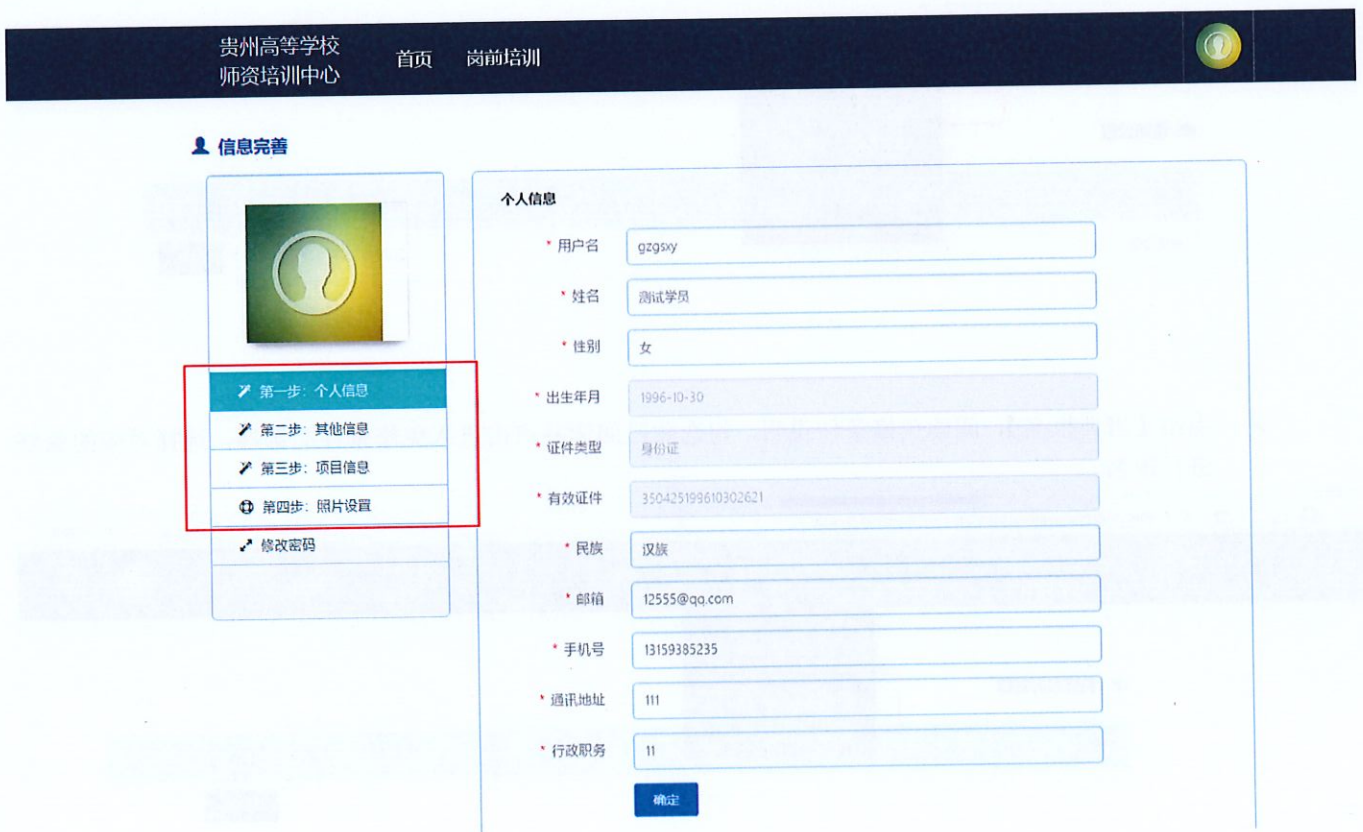 贵州高等学校
师资培训中心
首页 岗前培训
信息完善
第一步：个人信息
第二步：其他信息
第三步：项目信息
第四步：照片设置
修改密码
个人信息
* 用户名 gzgsxy
* 姓名 测试学员
* 性别 女
* 出生年月 1996-10-30
* 证件类型 身份证
* 有效证件 350425199610302621
* 民族 汉族
* 邮箱 12555@qq.com
* 手机号 13159385235
* 通讯地址 111
* 行政职务 11
确定